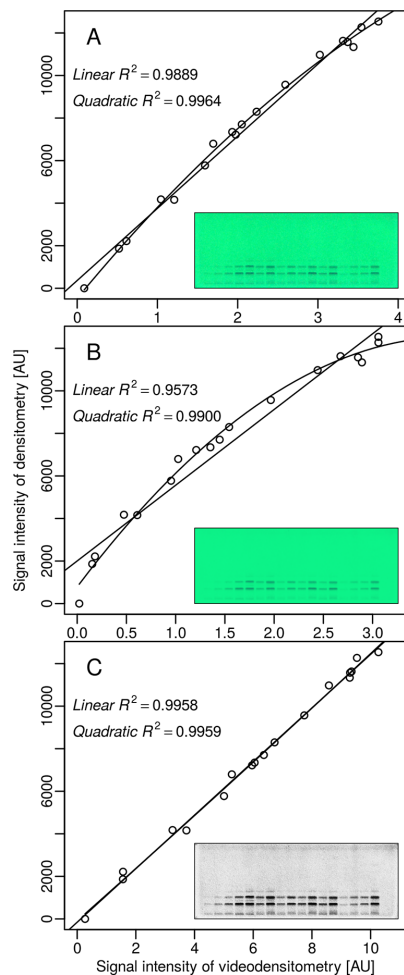 A
Linear R² = 0.9889
Quadratic R² = 0.9964
0 2000 6000 10000
0 1 2 3 4
B
Linear R² = 0.9573
Quadratic R² = 0.9900
0 2000 6000 10000
0.0 0.5 1.0 1.5 2.0 2.5 3.0
Signal intensity of densitometry [AU]
C
Linear R² = 0.9958
Quadratic R² = 0.9959
0 2000 6000 10000
0 2 4 6 8 10
Signal intensity of videodensitometry [AU]